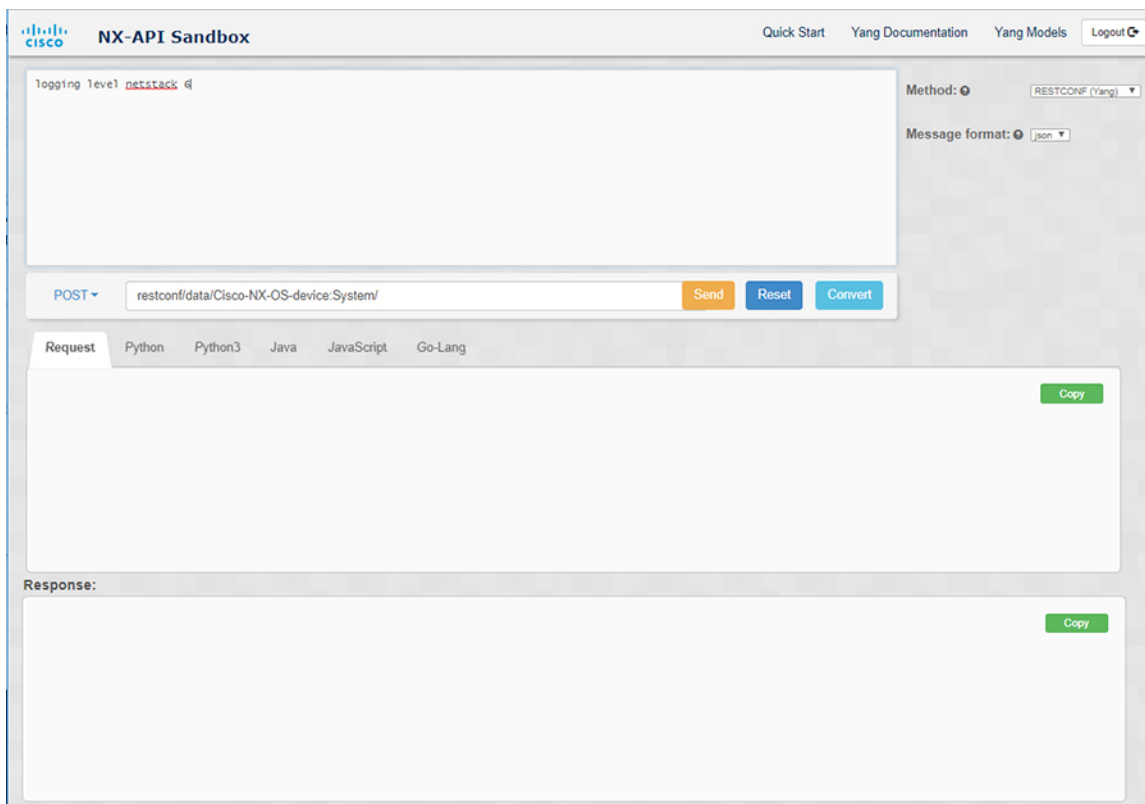 CISCO NX-API Sandbox Quick Start Yang Documentation Yang Models Logout
logging level netstack 6
Method: RESTCONF (Yang)
Message format: json
POST restconf/data/Cisco-NX-OS-device:System/ Send Reset Convert
Request Python Python3 Java JavaScript Go-Lang
Copy
Response:
Copy